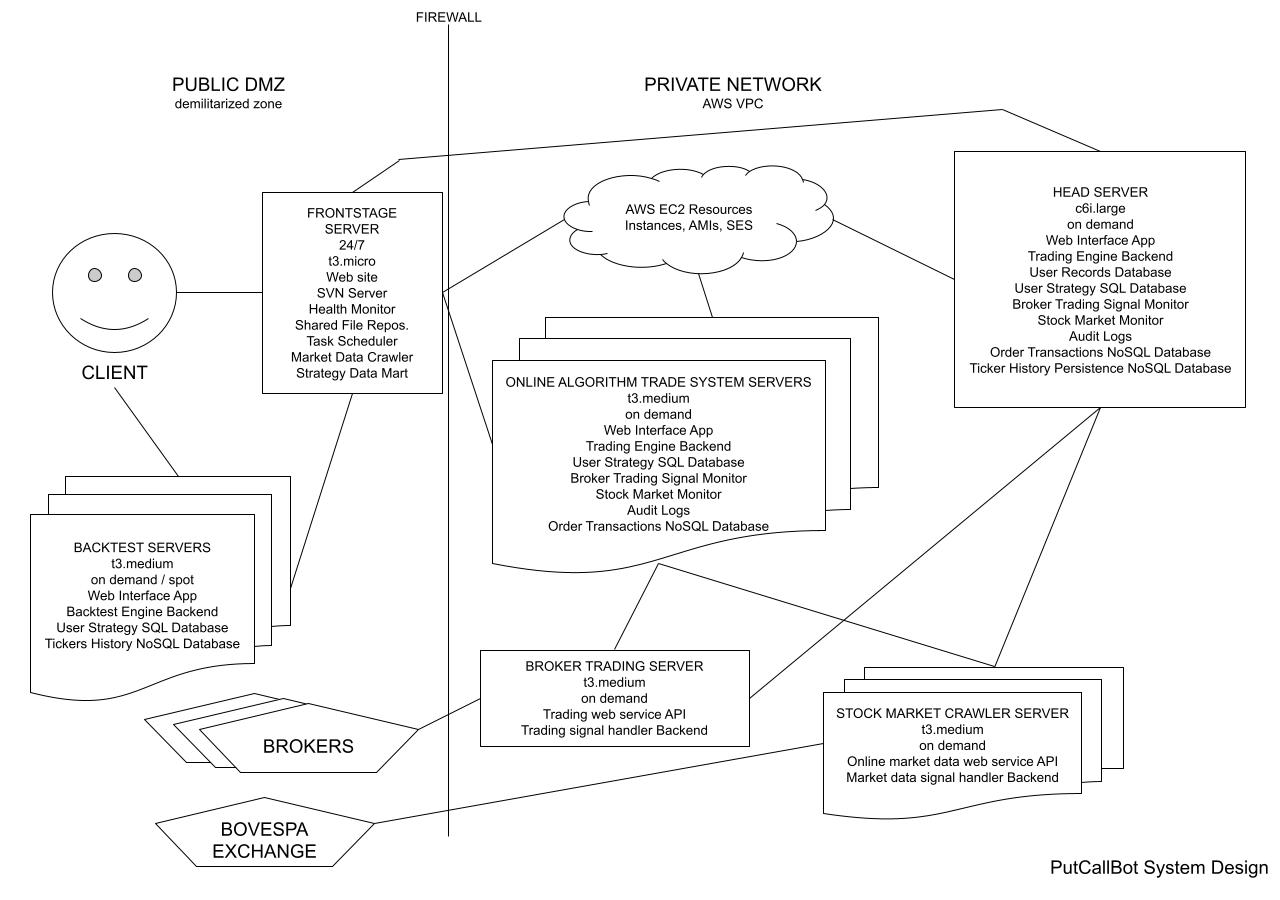 FIREWALL
PUBLIC DMZ
demilitarized zone
PRIVATE NETWORK
AWS VPC
FRONTSTAGE
SERVER
24/7
t3.micro
Web site
SVN Server
Health Monitor
Shared File Repos.
Task Scheduler
Market Data Crawler
Strategy Data Mart
AWS EC2 Resources
Instances, AMIs, SES
HEAD SERVER
c6i.large
on demand
Web Interface App
Trading Engine Backend
User Records Database
User Strategy SQL Database
Broker Trading Signal Monitor
Stock Market Monitor
Audit Logs
Order Transactions NoSQL Database
Ticker History Persistence NoSQL Database
CLIENT
ONLINE ALGORITHM TRADE SYSTEM SERVERS
t3.medium
on demand
Web Interface App
Trading Engine Backend
User Strategy SQL Database
Broker Trading Signal Monitor
Stock Market Monitor
Audit Logs
Order Transactions NoSQL Database
BACKTEST SERVERS
t3.medium
on demand / spot
Web Interface App
Backtest Engine Backend
User Strategy SQL Database
Tickers History NoSQL Database
BROKER TRADING SERVER
t3.medium
on demand
Trading web service API
Trading signal handler Backend
STOCK MARKET CRAWLER SERVER
t3.medium
on demand
Online market data web service API
Market data signal handler Backend
BROKERS
BOVESPA
EXCHANGE
PutCallBot System Design